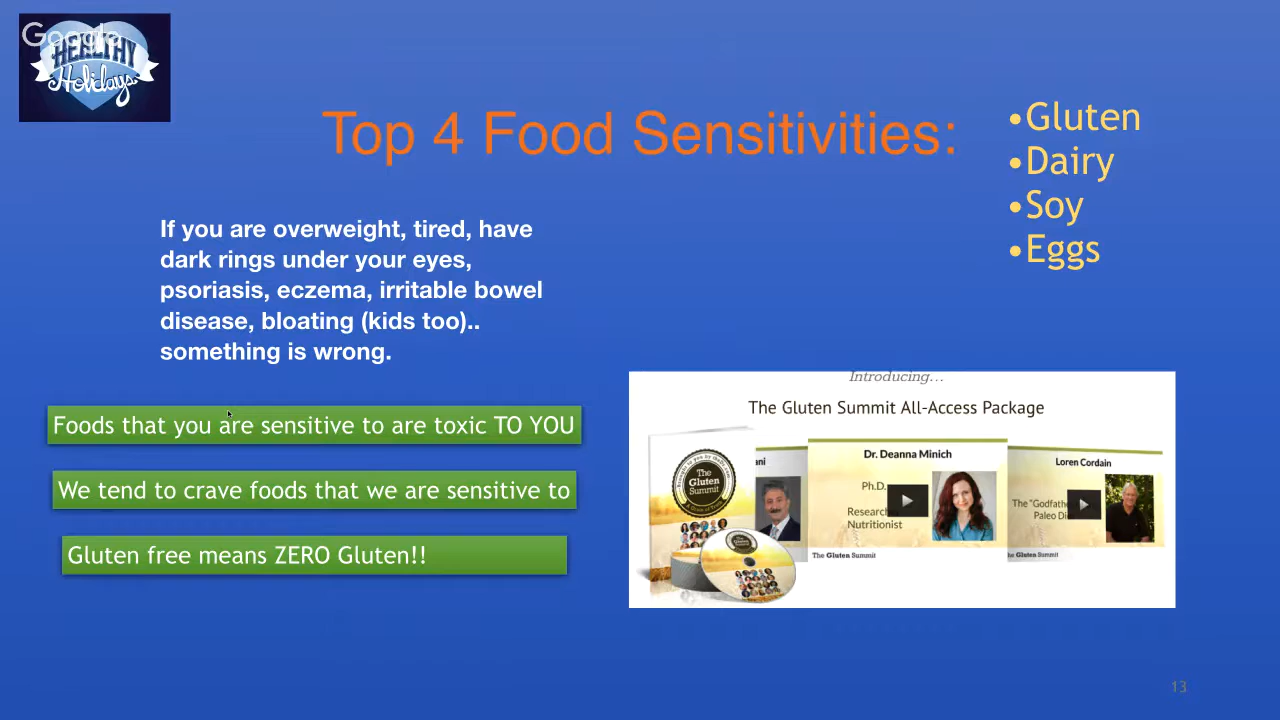 Google
HEALTHY
Holidays
Top 4 Food Sensitivities:
•Gluten
•Dairy
•Soy
•Eggs
If you are overweight, tired, have
dark rings under your eyes,
psoriasis, eczema, irritable bowel
disease, bloating (kids too)..
something is wrong.
Foods that you are sensitive to are toxic TO YOU
We tend to crave foods that we are sensitive to
Gluten free means ZERO Gluten!!
Introducing...
The Gluten Summit All-Access Package
The
Gluten
Summit
ani
Dr. Deanna Minich
Ph.D.
Research
Nutritionist
The Gluten Summit
Loren Cordain
The "Godfath
Paleo Di
he Gluten Summit
13